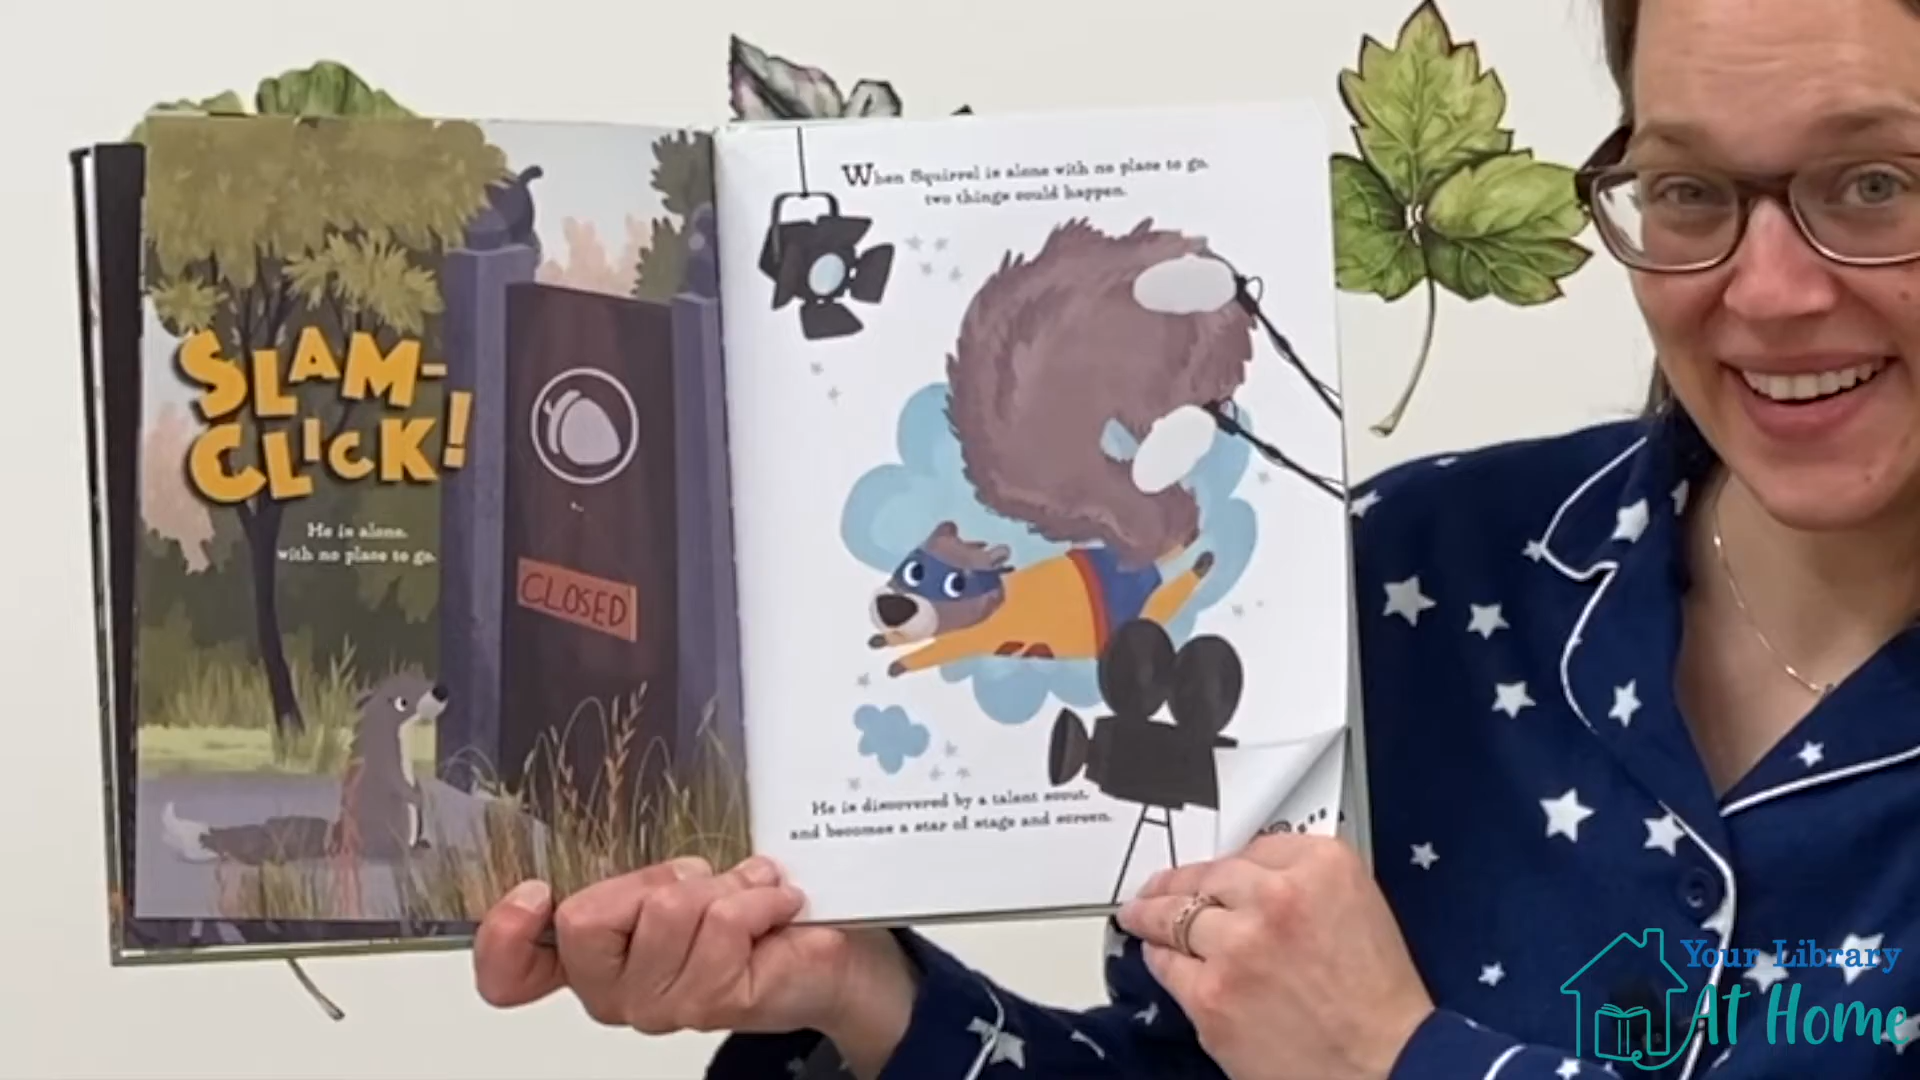 SLAM-
CLICK!
He is alone.
with no place to go.
CLOSED
When Squirrel is alone with no place to go,
two things could happen.
He is discovered by a talent scout,
and becomes a star of stage and screen.
Your Library
At Home